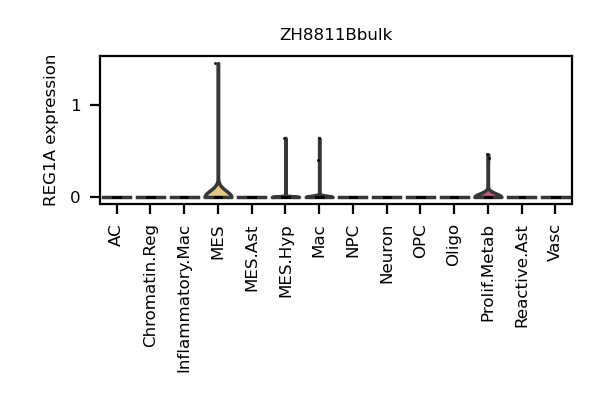 ZH8811Bbulk
REG1A expression
1
0
AC
Chromatin.Reg
Inflammatory.Mac
MES
MES.Ast
MES.Hyp
Mac
NPC
Neuron
OPC
Oligo
Prolif.Metab
Reactive.Ast
Vasc